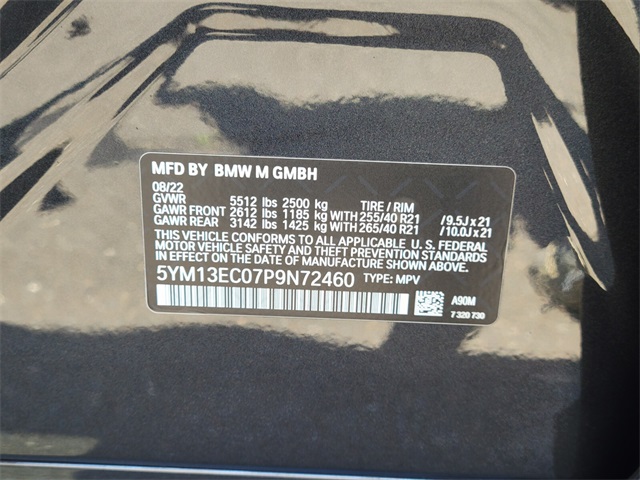 MFD BY BMW M GMBH
08/22
GVWR 5512 lbs 2500 kg TIRE / RIM
GAWR FRONT 2612 lbs 1185 kg WITH 255/40 R21 /9.5J x 21
GAWR REAR 3142 lbs 1425 kg WITH 265/40 R21 /10.0J x 21
THIS VEHICLE CONFORMS TO ALL APPLICABLE U. S. FEDERAL
MOTOR VEHICLE SAFETY AND THEFT PREVENTION STANDARDS
IN EFFECT ON THE DATE OF MANUFACTURE SHOWN ABOVE.
5YM13EC07P9N72460 TYPE: MPV
A90M
7 320 730